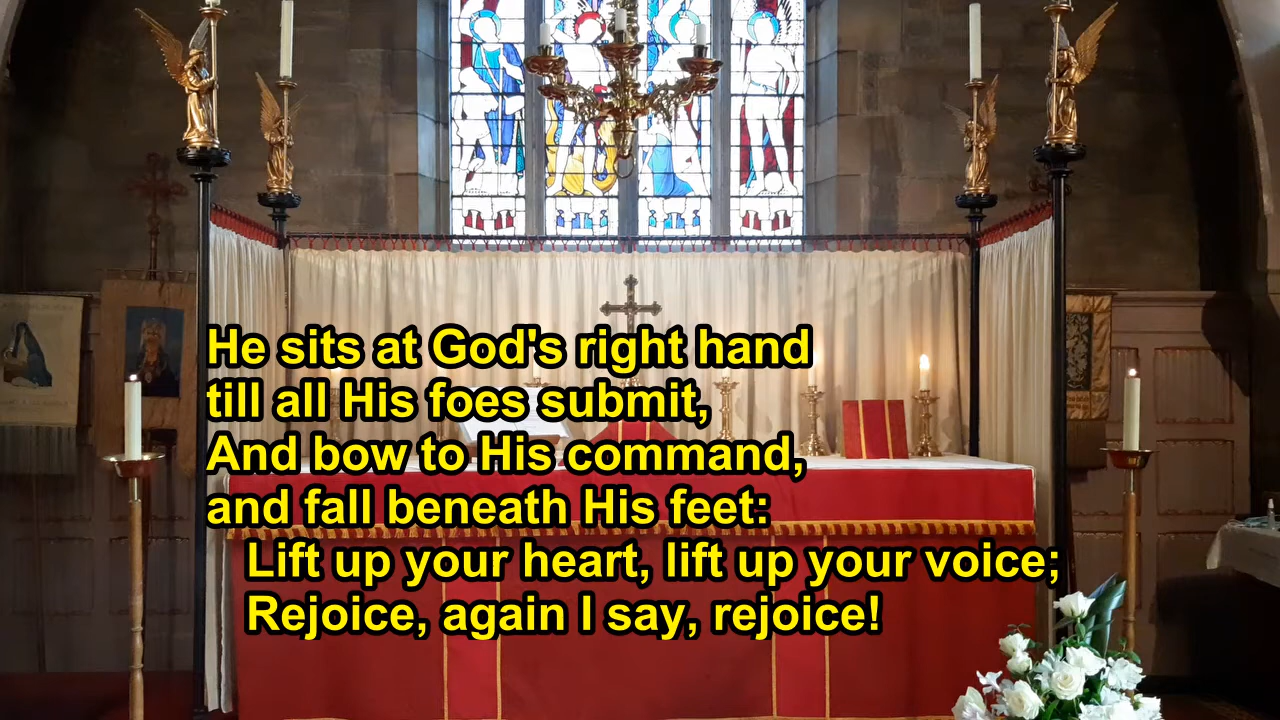 He sits at God's right hand
till all His foes submit,
And bow to His command,
and fall beneath His feet:
Lift up your heart, lift up your voice;
Rejoice, again I say, rejoice!